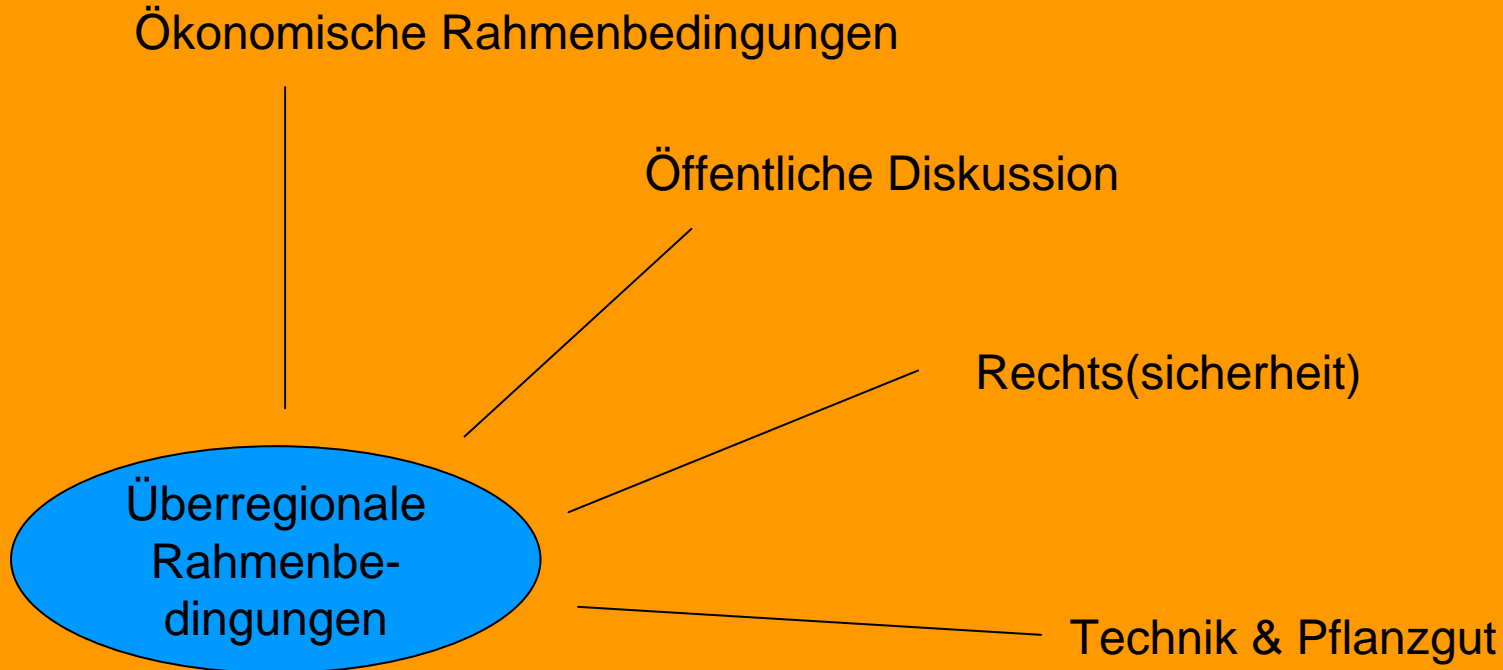 Ökonomische Rahmenbedingungen
Öffentliche Diskussion
Rechts(sicherheit)
Überregionale
Rahmenbe-
dingungen
Technik & Pflanzgut